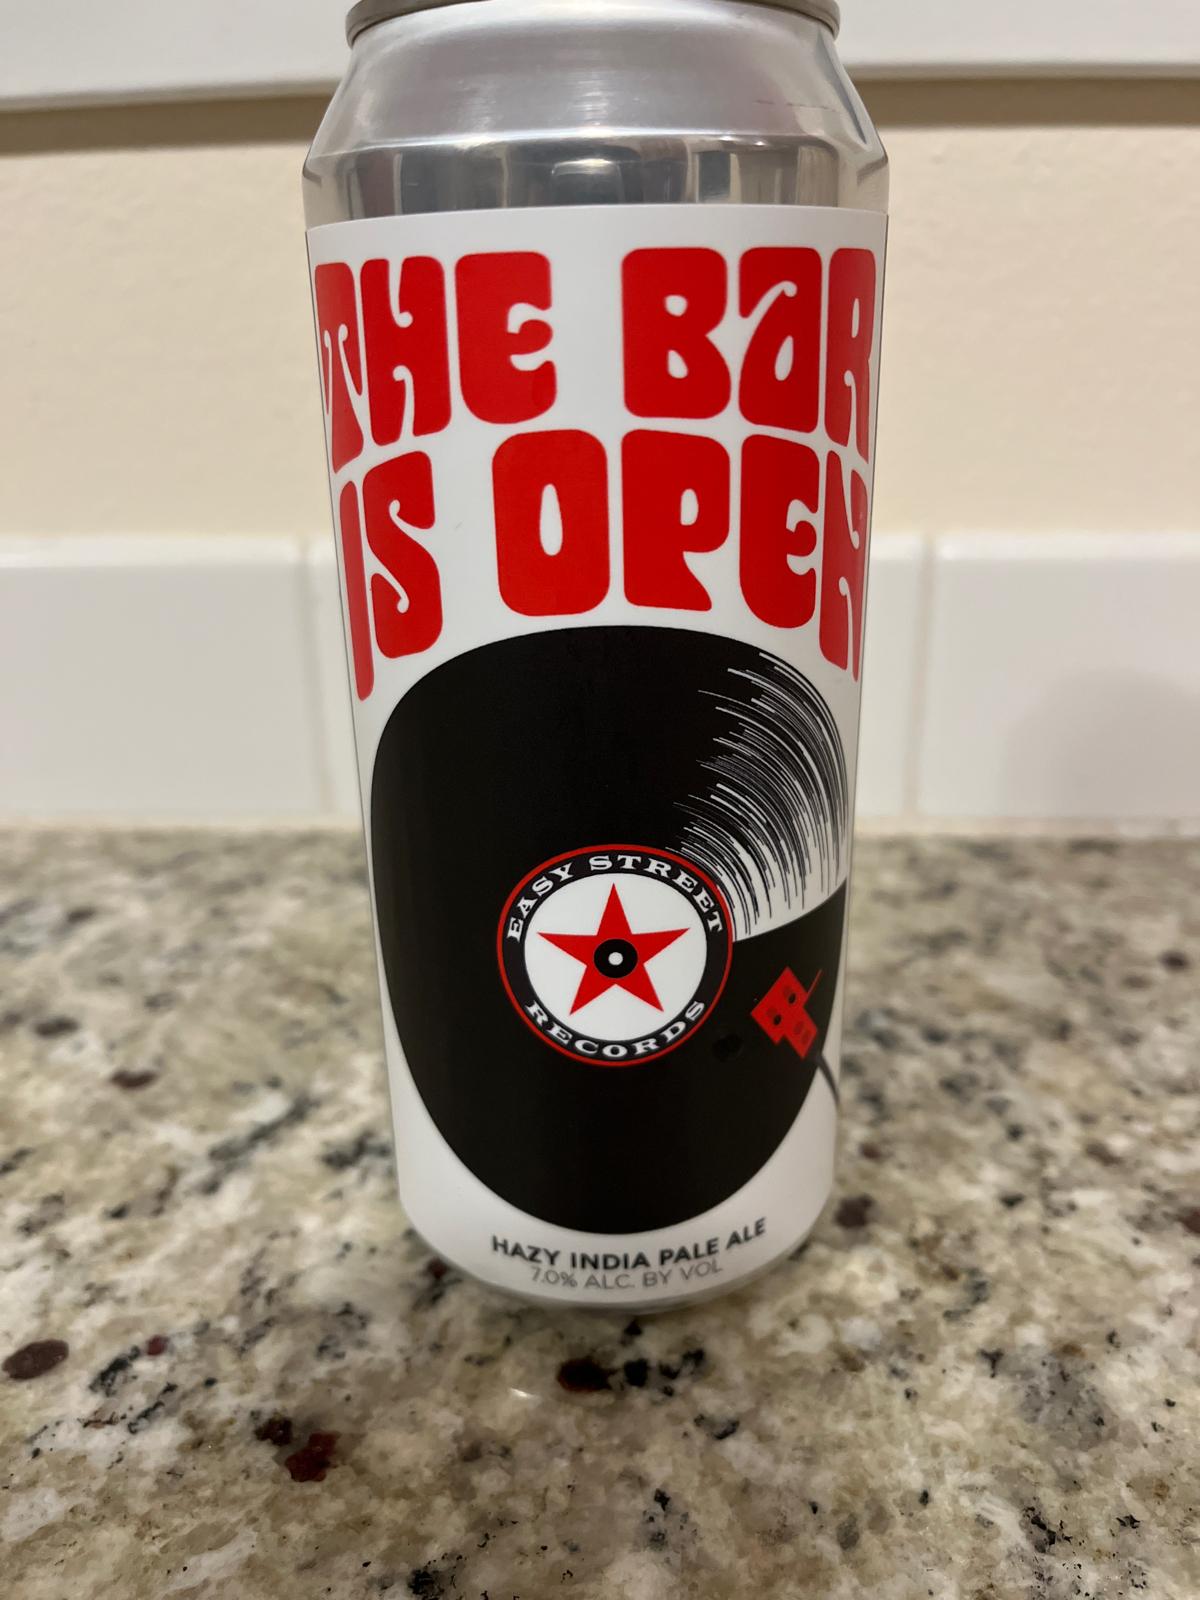 THE BAR
IS OPEN
EASY STREET
RECORDS
HAZY INDIA PALE ALE
7.0% ALC. BY VOL